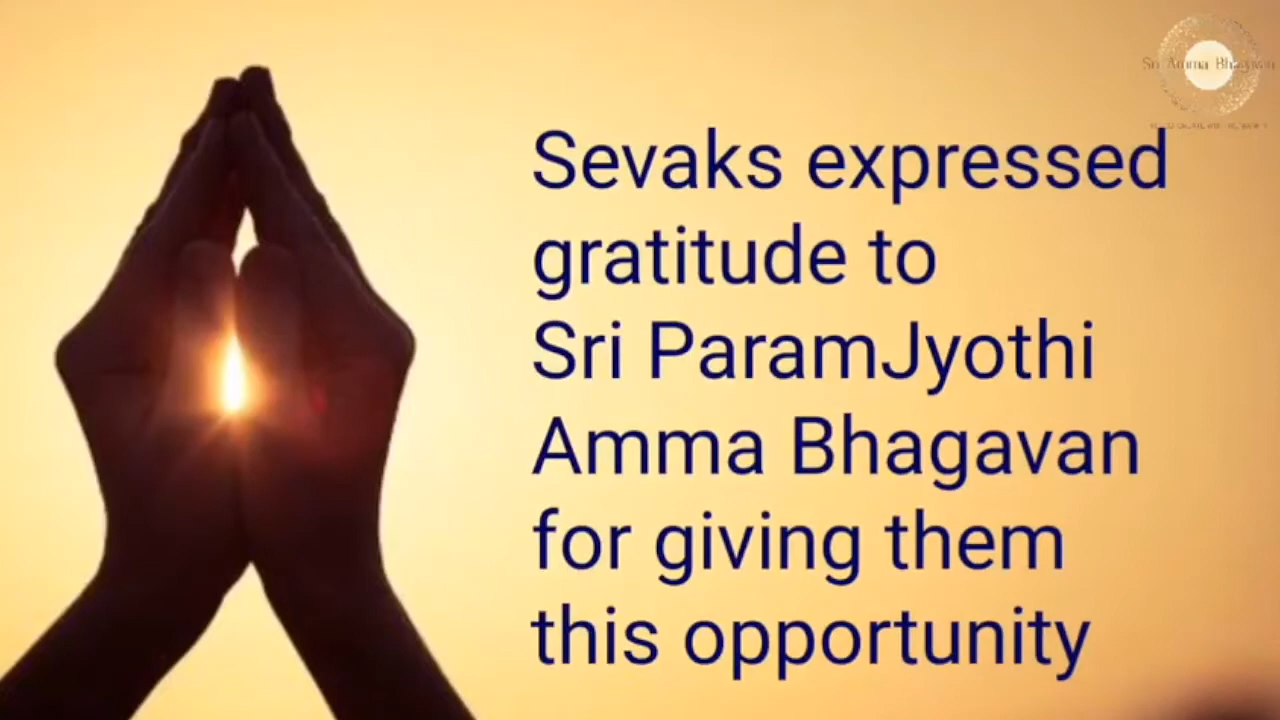 Sri Amma Bhagavan
Sevaks expressed
gratitude to
Sri ParamJyothi
Amma Bhagavan
for giving them
this opportunity